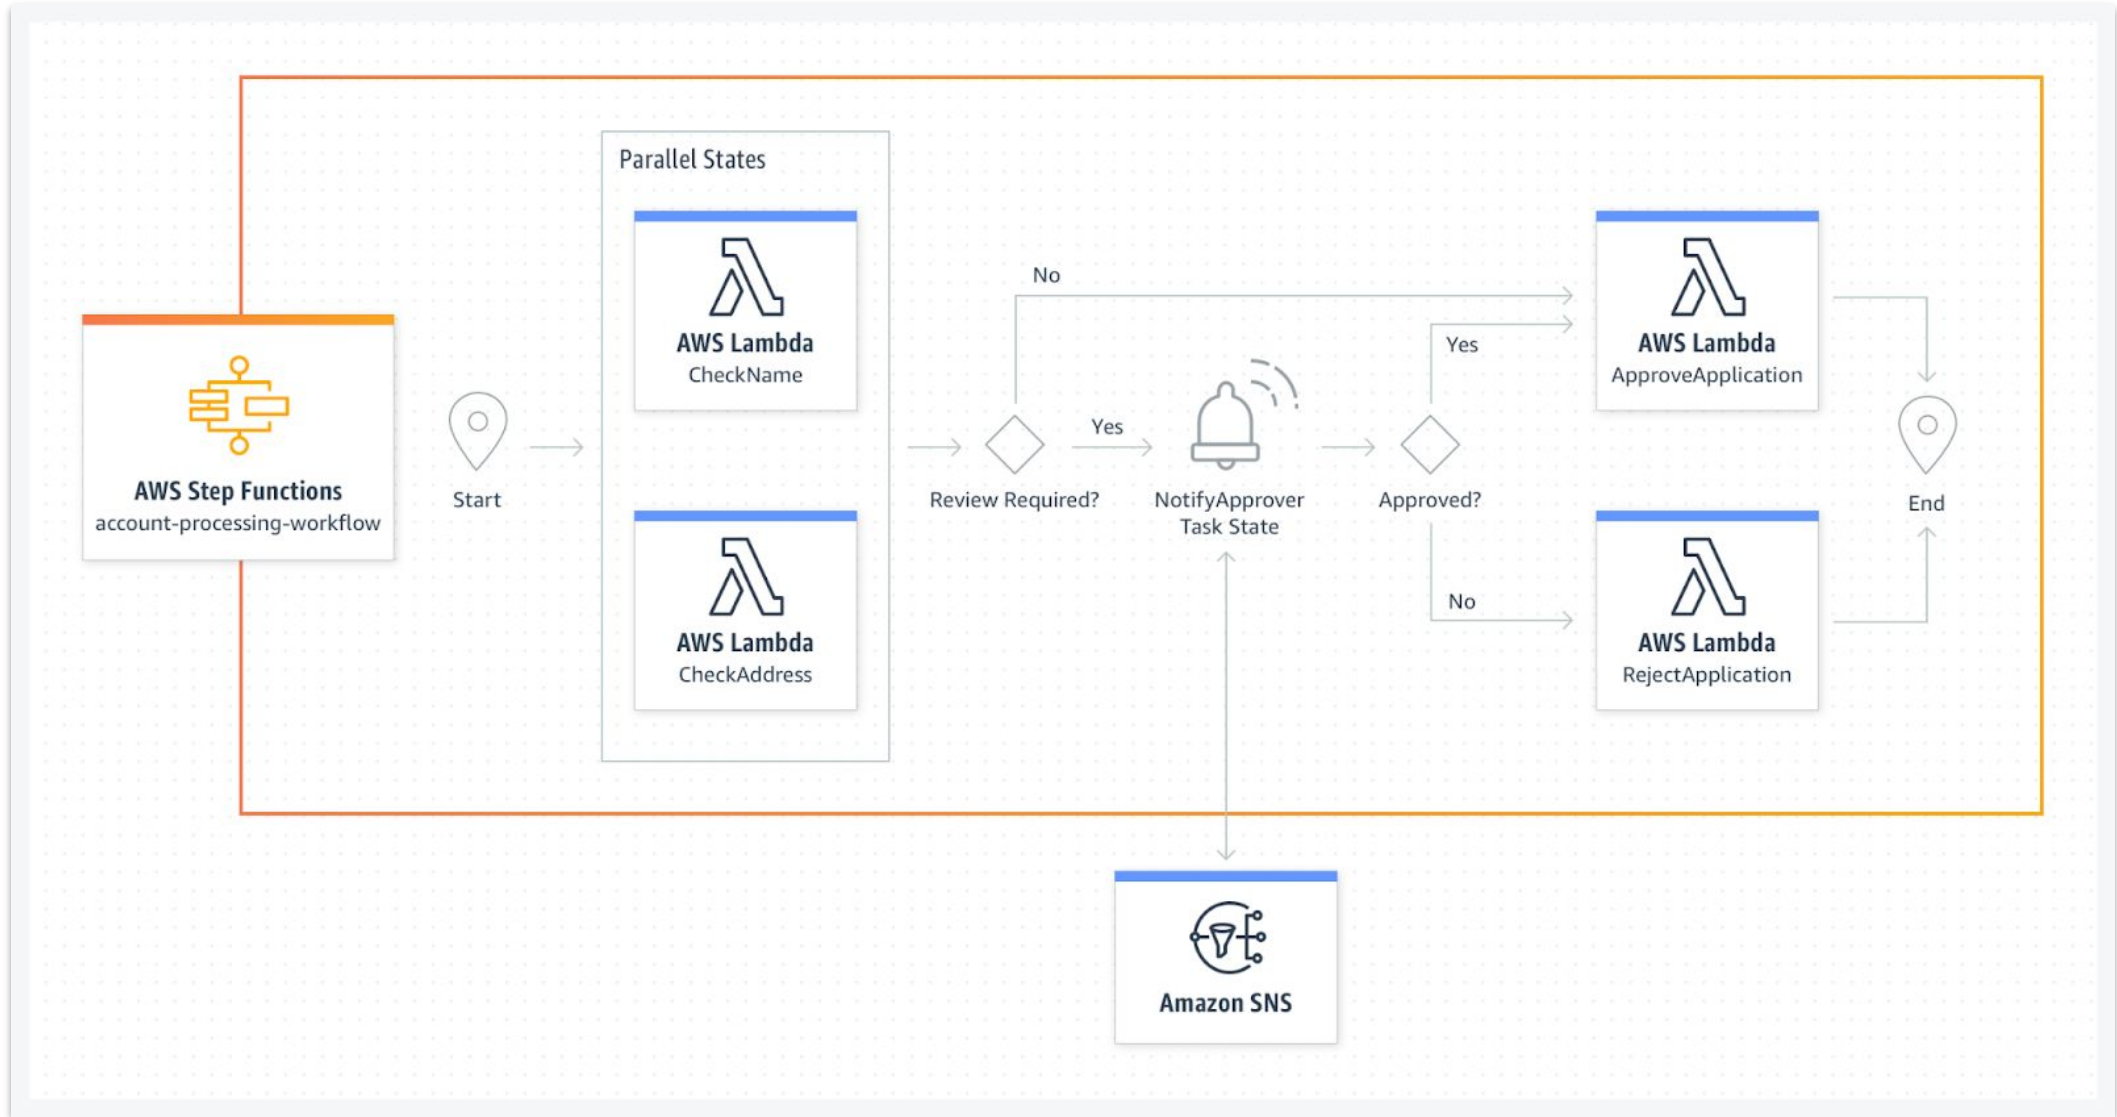 Parallel States
AWS Lambda
CheckName
AWS Lambda
CheckAddress
AWS Step Functions
account-processing-workflow
Start
No
Review Required?
Yes
NotifyApprover
Task State
Approved?
Yes
No
AWS Lambda
ApproveApplication
AWS Lambda
RejectApplication
End
Amazon SNS